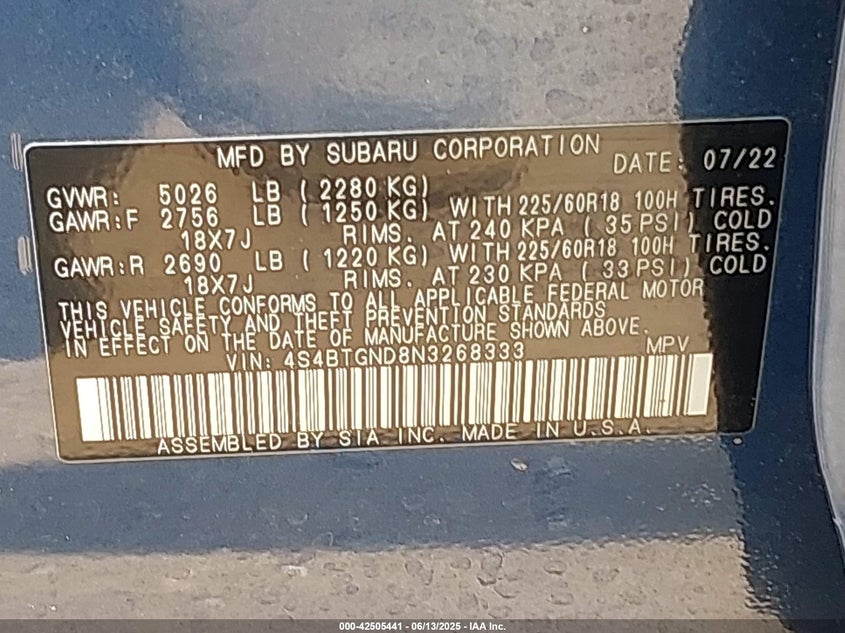 MFD BY SUBARU CORPORATION DATE: 07/22
GVWR: 5026 LB ( 2280 KG)
GAWR:F 2756 LB ( 1250 KG) WITH 225/60R18 100H TIRES.
18X7J RIMS. AT 240 KPA ( 35 PSI) COLD
GAWR:R 2690 LB ( 1220 KG) WITH 225/60R18 100H TIRES.
18X7J RIMS. AT 230 KPA ( 33 PSI) COLD
THIS VEHICLE CONFORMS TO ALL APPLICABLE FEDERAL MOTOR
VEHICLE SAFETY AND THEFT PREVENTION STANDARDS
IN EFFECT ON THE DATE OF MANUFACTURE SHOWN ABOVE.
VIN: 4S4BTGND8N3268333 MPV
ASSEMBLED BY SIA INC. MADE IN U.S.A.
000-42505441 - 06/13/2025 - IAA Inc.